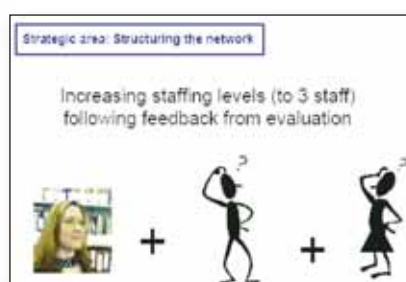 Strategic area: Structuring the network
Increasing staffing levels (to 3 staff)
following feedback from evaluation
?
?
+
+